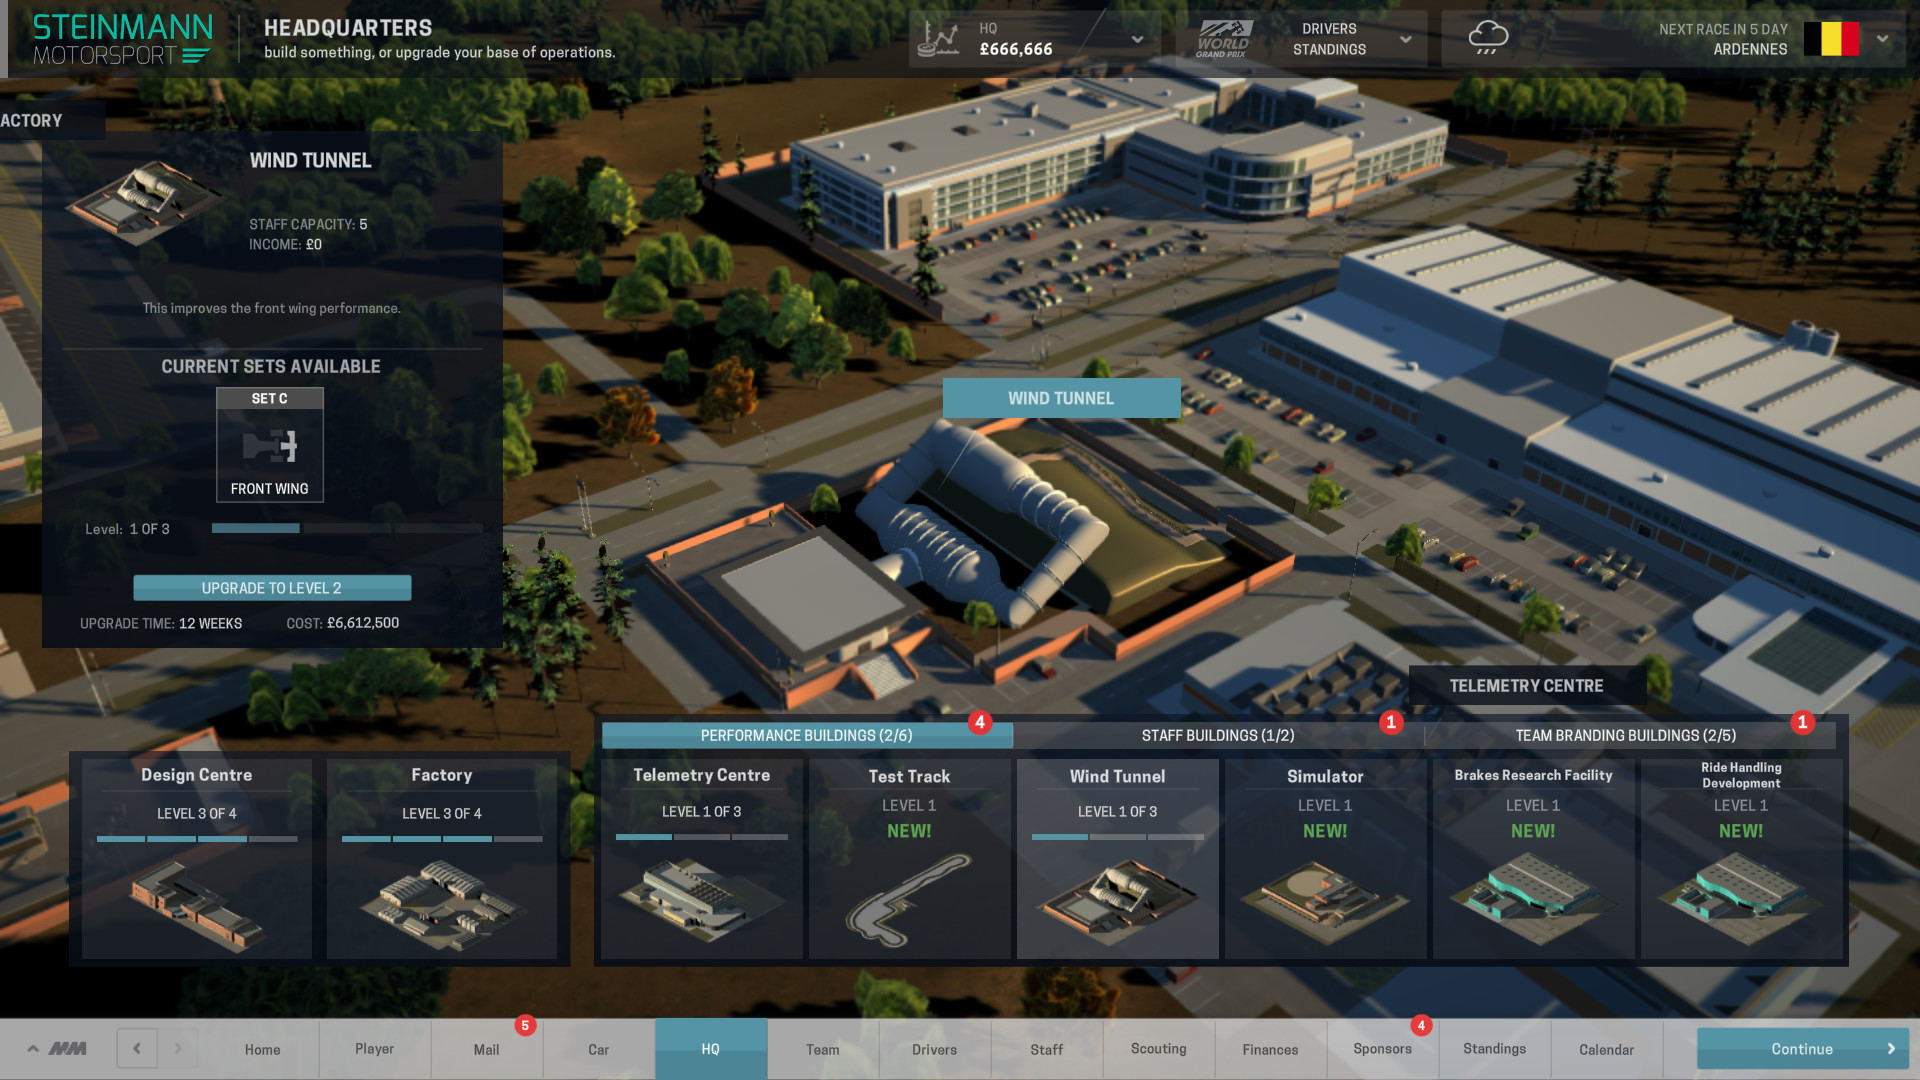 STEINMANN
MOTORSPORT
HEADQUARTERS
build something, or upgrade your base of operations.
HQ
£666,666
WORLD
GRAND PRIX
DRIVERS
STANDINGS
NEXT RACE IN 5 DAY
ARDENNES
ACTORY
WIND TUNNEL
STAFF CAPACITY: 5
INCOME: £0
This improves the front wing performance.
CURRENT SETS AVAILABLE
SET C
FRONT WING
Level: 1 OF 3
UPGRADE TO LEVEL 2
UPGRADE TIME: 12 WEEKS COST: £6,612,500
WIND TUNNEL
TELEMETRY CENTRE
PERFORMANCE BUILDINGS (2/6) 4
STAFF BUILDINGS (1/2) 1
TEAM BRANDING BUILDINGS (2/5) 1
Design Centre
LEVEL 3 OF 4
Factory
LEVEL 3 OF 4
Telemetry Centre
LEVEL 1 OF 3
Test Track
LEVEL 1
NEW!
Wind Tunnel
LEVEL 1 OF 3
Simulator
LEVEL 1
NEW!
Brakes Research Facility
LEVEL 1
NEW!
Ride Handling
Development
LEVEL 1
NEW!
MM
Home
Player
Mail 5
Car
HQ
Team
Drivers
Staff
Scouting
Finances
Sponsors 4
Standings
Calendar
Continue